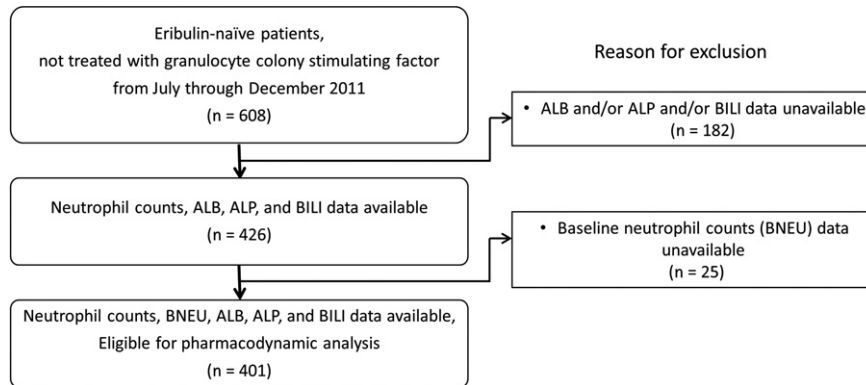 Eribulin-naïve patients,
not treated with granulocyte colony stimulating factor
from July through December 2011
(n = 608)
Reason for exclusion
• ALB and/or ALP and/or BILI data unavailable
(n = 182)
Neutrophil counts, ALB, ALP, and BILI data available
(n = 426)
• Baseline neutrophil counts (BNEU) data
unavailable
(n = 25)
Neutrophil counts, BNEU, ALB, ALP, and BILI data available,
Eligible for pharmacodynamic analysis
(n = 401)